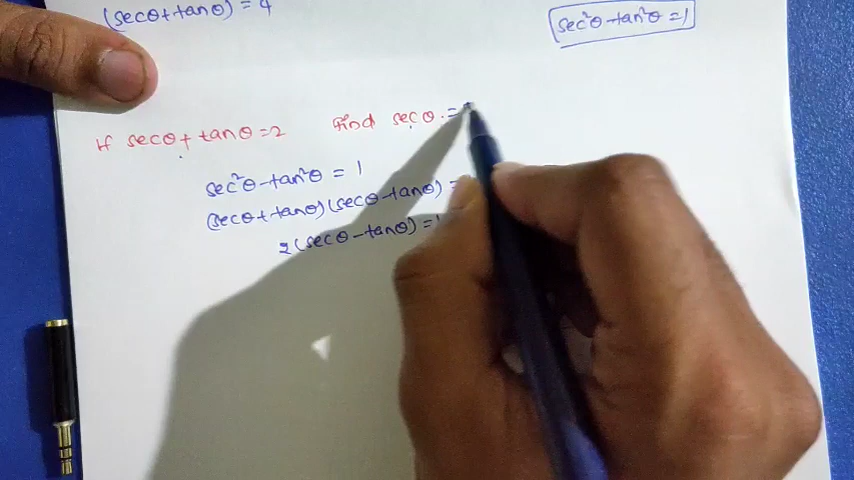 (secθ+tanθ) = 4
sec²θ-tan²θ = 1
If secθ+tanθ=2 Find secθ. =
sec²θ-tan²θ = 1
(secθ+tanθ)(secθ-tanθ) =
2(secθ-tanθ) = 1